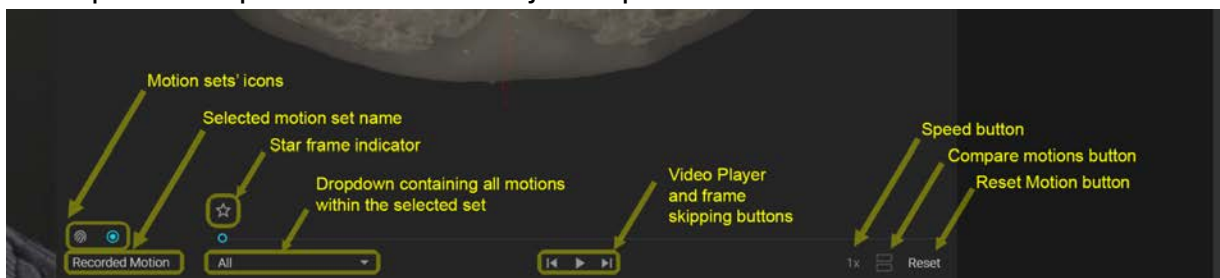 Motion sets' icons
Selected motion set name
Star frame indicator
Dropdown containing all motions
within the selected set
Video Player
and frame
skipping buttons
Speed button
Compare motions button
Reset Motion button
Recorded Motion
All
1x
Reset